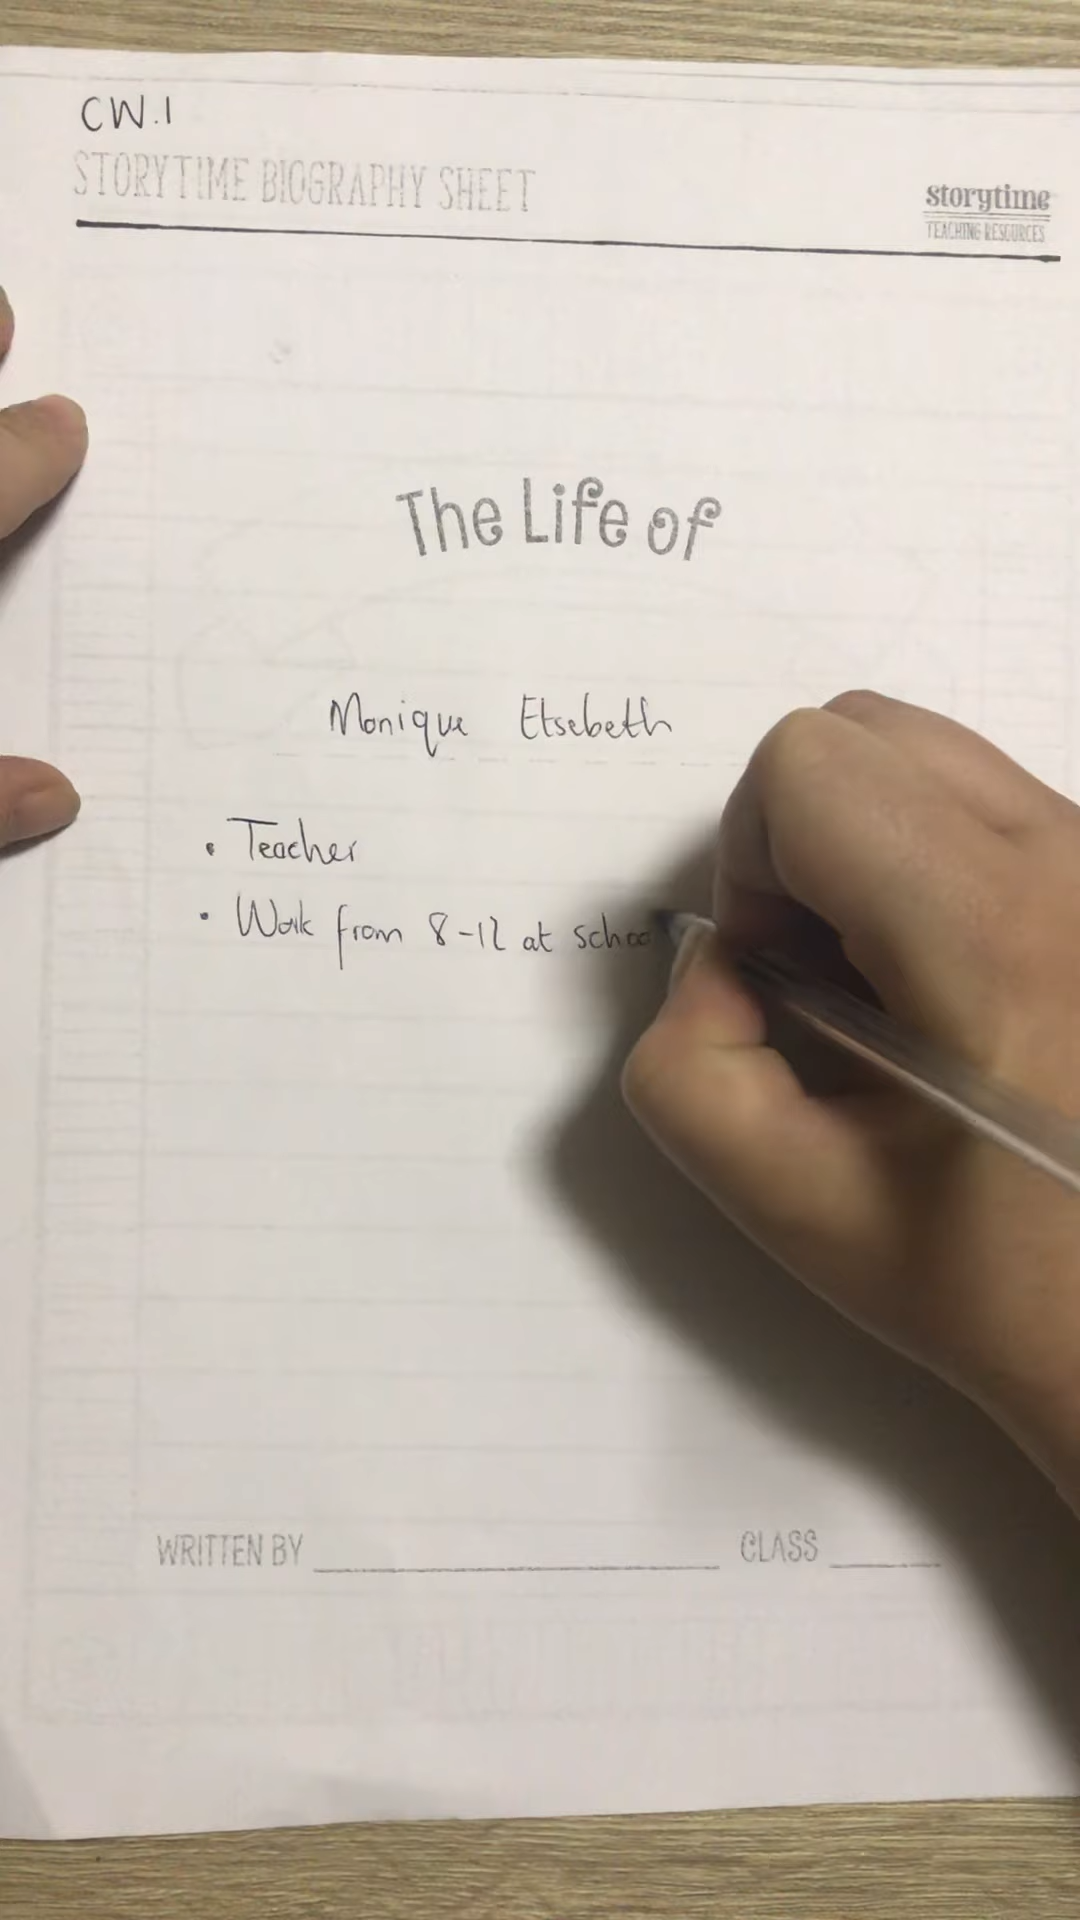 CW.1
STORYTIME BIOGRAPHY SHEET
storytime
TEACHING RESOURCES
The Life of
Monique Etsebeth
• Teacher
• Work from 8-12 at schoo
WRITTEN BY
CLASS